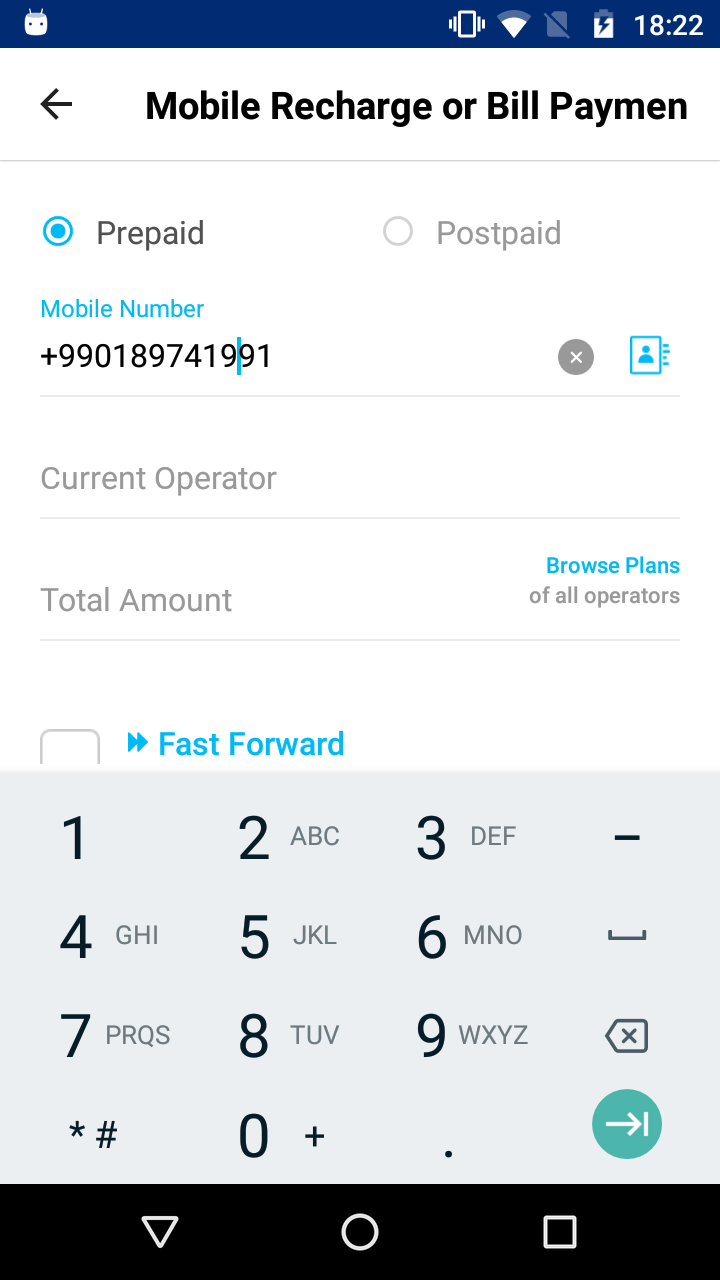 18:22
Mobile Recharge or Bill Paymen
Prepaid
Postpaid
Mobile Number
+990189741991
Current Operator
Total Amount
Browse Plans
of all operators
Fast Forward
1
2 ABC
3 DEF
–
4 GHI
5 JKL
6 MNO
7 PRQS
8 TUV
9 WXYZ
* #
0 +
.